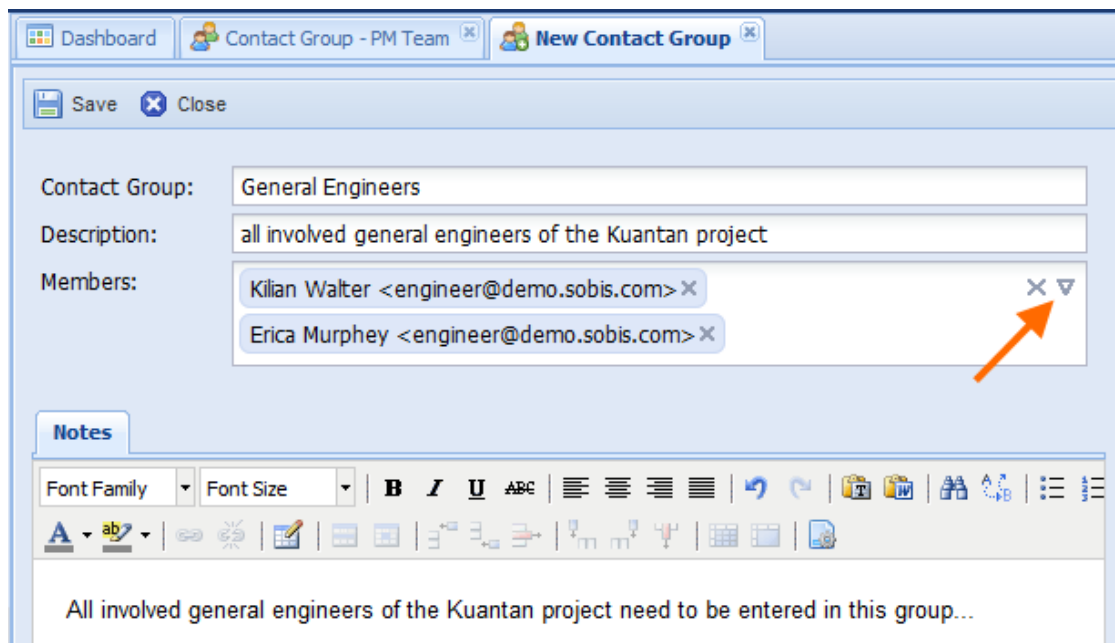 Dashboard Contact Group - PM Team New Contact Group
Save Close
Contact Group: General Engineers
Description: all involved general engineers of the Kuantan project
Members: Kilian Walter <engineer@demo.sobis.com>
Erica Murphey <engineer@demo.sobis.com>
Notes
Font Family Font Size B I U ABC
A ab
All involved general engineers of the Kuantan project need to be entered in this group...